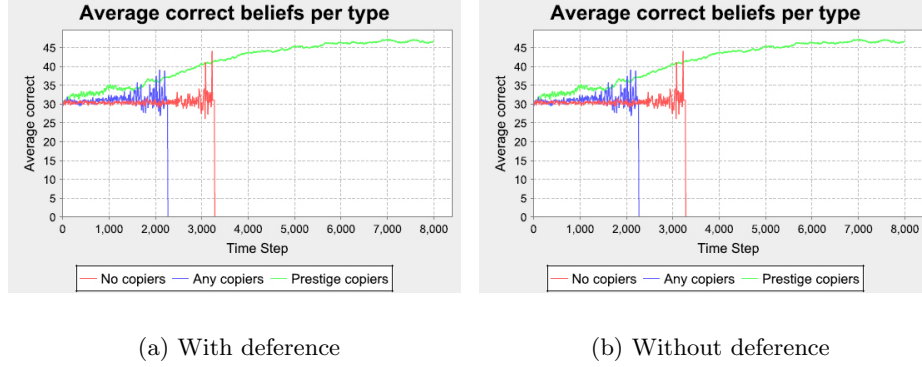 Average correct beliefs per type
Average correct
45
40
35
30
25
20
15
10
5
0
0 1,000 2,000 3,000 4,000 5,000 6,000 7,000 8,000
Time Step
No copiers Any copiers Prestige copiers
(a) With deference
Average correct beliefs per type
Average correct
45
40
35
30
25
20
15
10
5
0
0 1,000 2,000 3,000 4,000 5,000 6,000 7,000 8,000
Time Step
No copiers Any copiers Prestige copiers
(b) Without deference